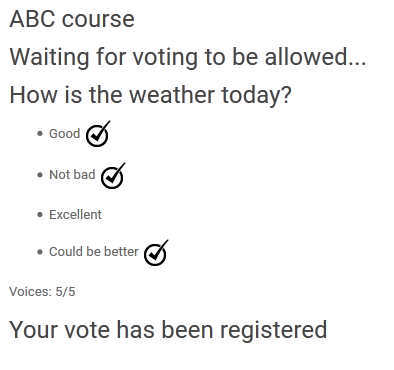 ABC course
Waiting for voting to be allowed...
How is the weather today?
Good
Not bad
Excellent
Could be better
Voices: 5/5
Your vote has been registered